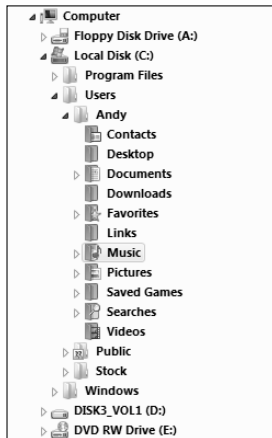 Computer
Floppy Disk Drive (A:)
Local Disk (C:)
Program Files
Users
Andy
Contacts
Desktop
Documents
Downloads
Favorites
Links
Music
Pictures
Saved Games
Searches
Videos
Public
Stock
Windows
DISK3_VOL1 (D:)
DVD RW Drive (E:)